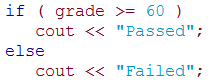 if ( grade >= 60 )
   cout << "Passed";
else
   cout << "Failed";